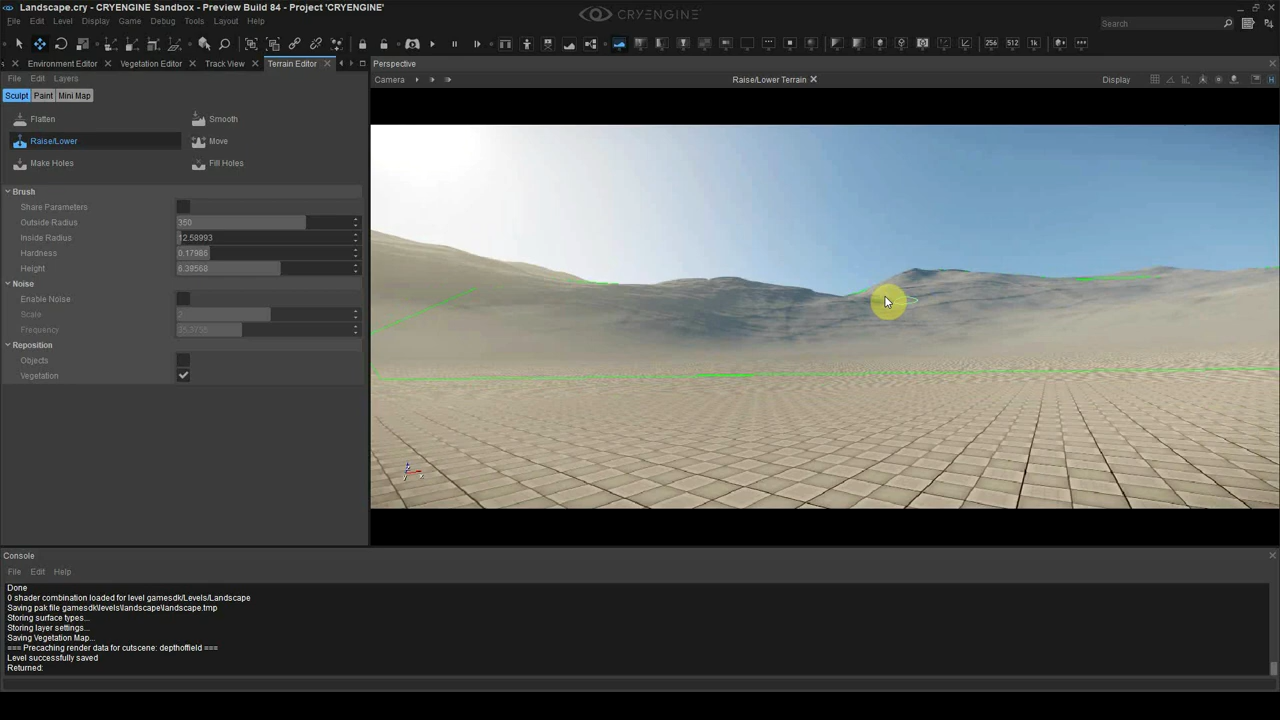 Landscape.cry - CRYENGINE Sandbox - Preview Build 84 - Project 'CRYENGINE'
CRYENGINE
File Edit Level Display Game Debug Tools Layout Help
Search
256 512 1k
Environment Editor Vegetation Editor Track View Terrain Editor
Perspective
File Edit Layers
Camera Raise/Lower Terrain Display
Sculpt Paint Mini Map
Flatten Smooth
Raise/Lower Move
Make Holes Fill Holes
Brush
Share Parameters
Outside Radius 350
Inside Radius 12.58993
Hardness 0.17986
Height 6.39568
Noise
Enable Noise
Scale 2
Frequency
Reposition
Objects
Vegetation
Console
File Edit Help
Done
0 shader combination loaded for level gamesdk/Levels/Landscape
Saving pak file gamesdk\levels\landscape\landscape.tmp
Storing surface types...
Storing layer settings...
Saving Vegetation Map...
=== Precaching render data for cutscene: depthoffield ===
Level successfully saved
Returned: